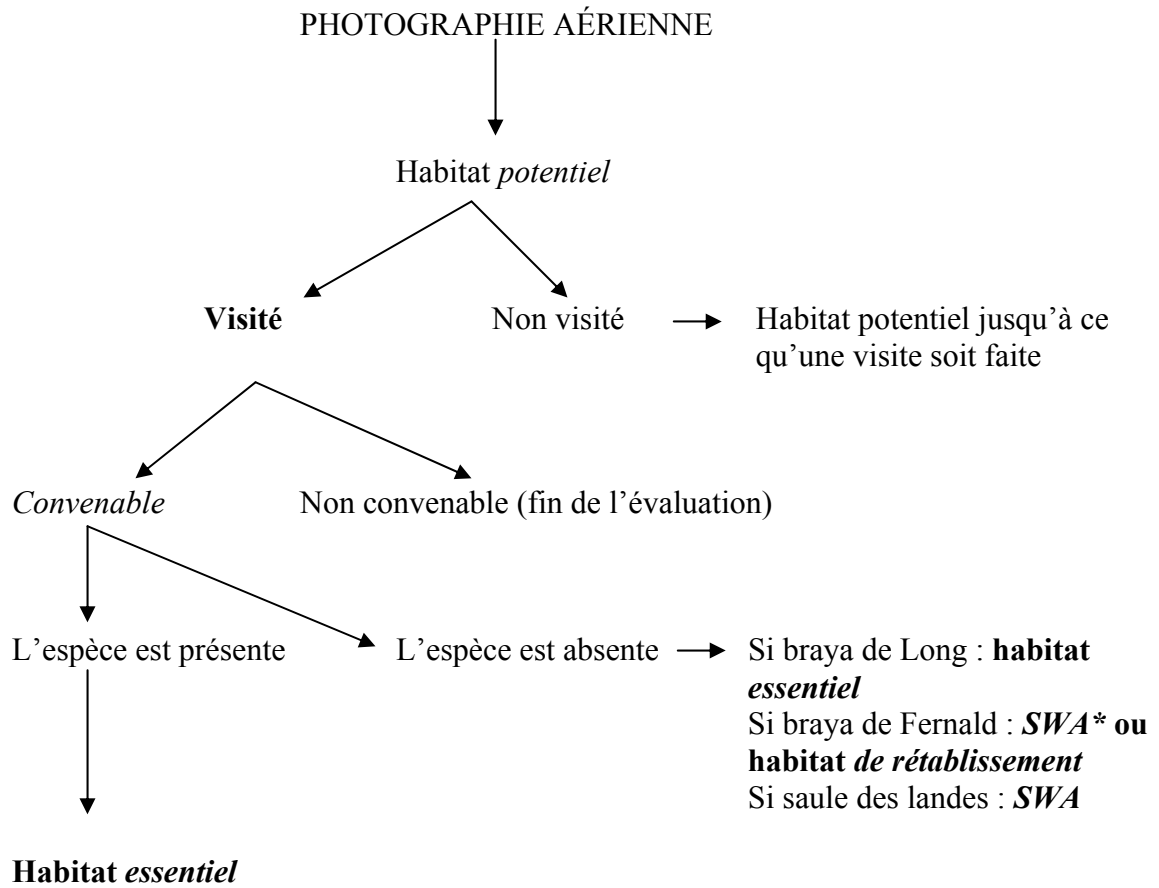 PHOTOGRAPHIE AÉRIENNE
Habitat potentiel
Visité
Non visité
Habitat potentiel jusqu’à ce
qu’une visite soit faite
Convenable
Non convenable (fin de l’évaluation)
L’espèce est présente
L’espèce est absente
Si braya de Long : habitat
essentiel
Si braya de Fernald : SWA* ou
habitat de rétablissement
Si saule des landes : SWA
Habitat essentiel